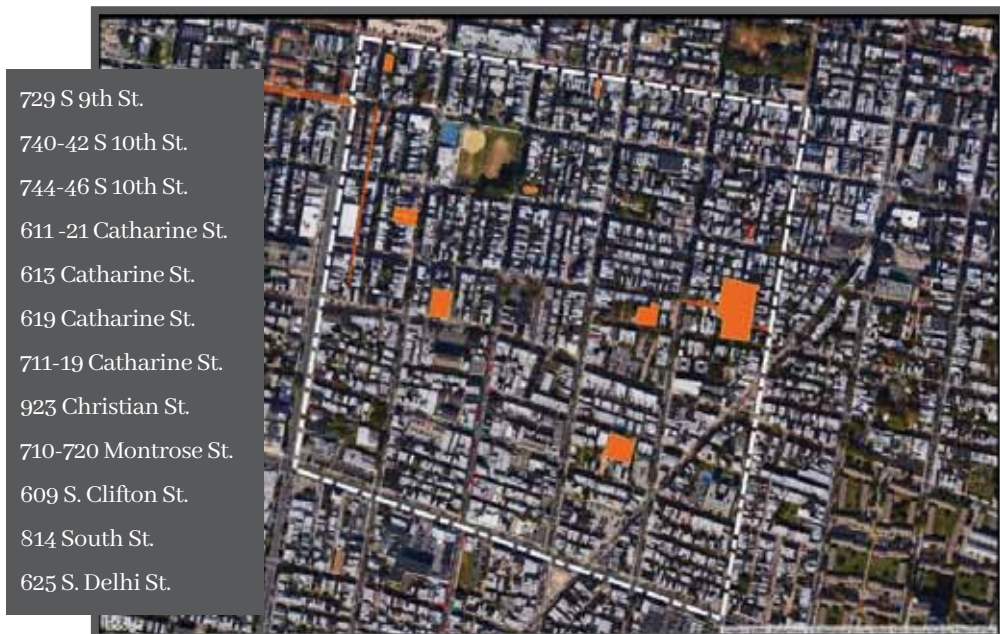 729 S 9th St.
740-42 S 10th St.
744-46 S 10th St.
611 -21 Catharine St.
613 Catharine St.
619 Catharine St.
711-19 Catharine St.
923 Christian St.
710-720 Montrose St.
609 S. Clifton St.
814 South St.
625 S. Delhi St.